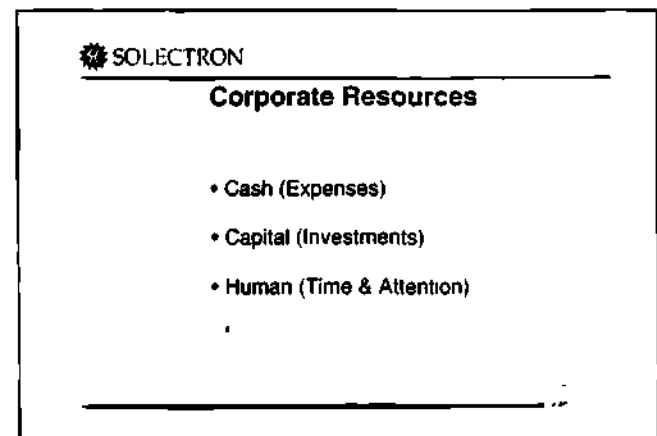 SOLECTRON
Corporate Resources
• Cash (Expenses)
• Capital (Investments)
• Human (Time & Attention)